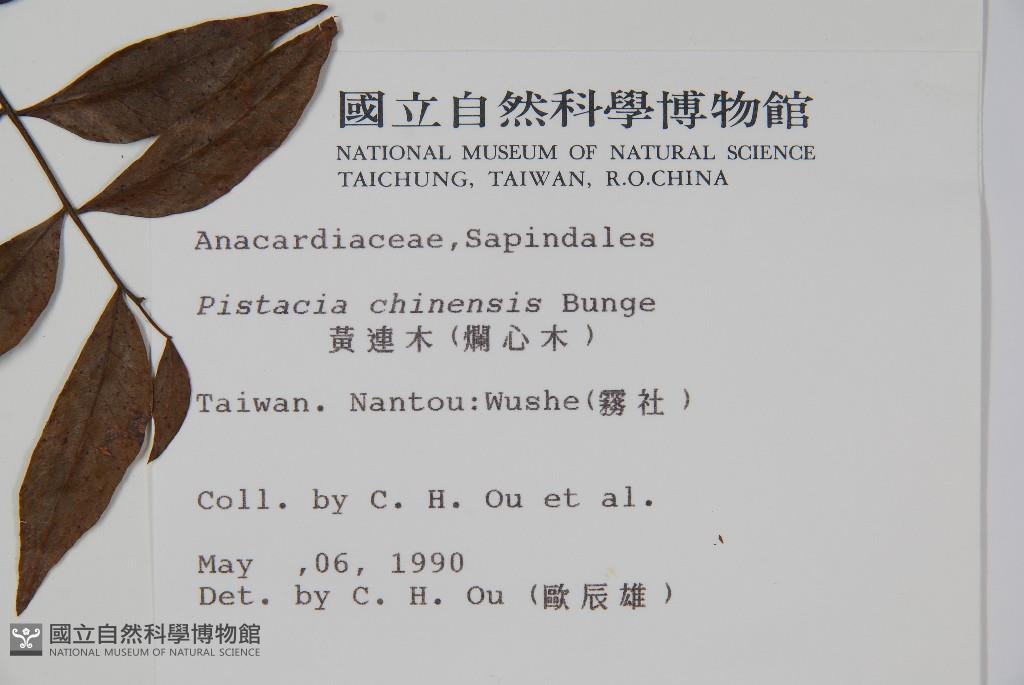 國立自然科學博物館
NATIONAL MUSEUM OF NATURAL SCIENCE
TAICHUNG, TAIWAN, R.O.CHINA
Anacardiaceae,Sapindales
Pistacia chinensis Bunge
黃連木(爛心木)
Taiwan. Nantou:Wushe(霧社)
Coll. by C. H. Ou et al.
May ,06, 1990
Det. by C. H. Ou (歐辰雄)
國立自然科學博物館
NATIONAL MUSEUM OF NATURAL SCIENCE